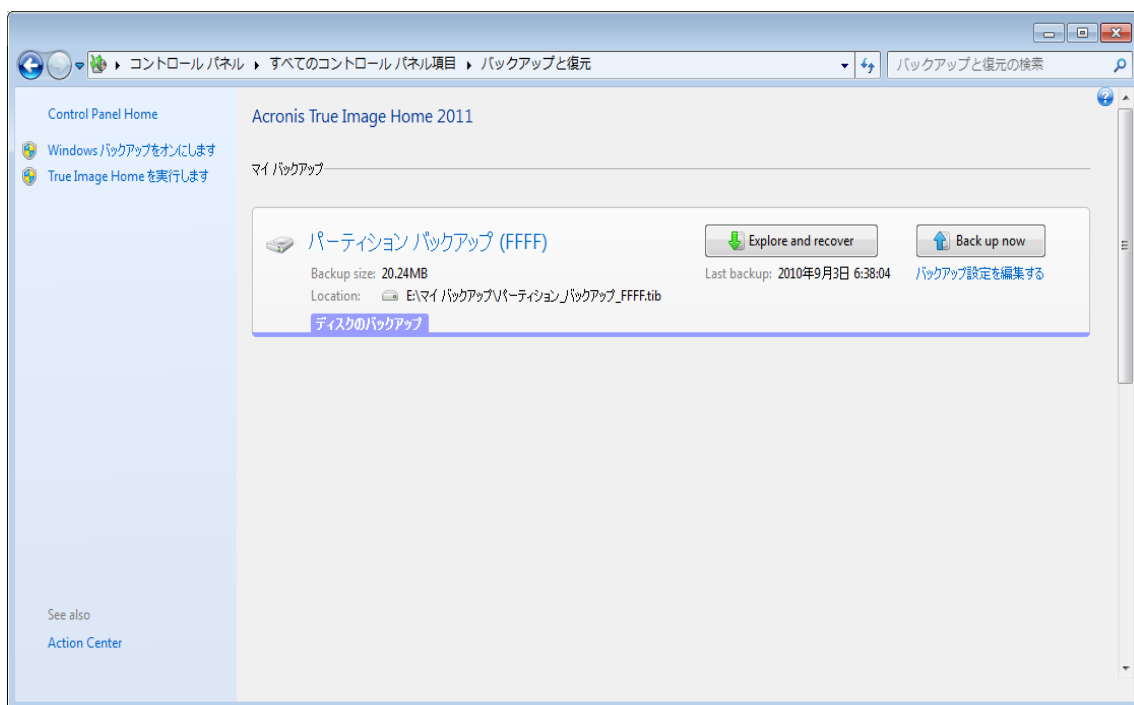 コントロール パネル ▸ すべてのコントロール パネル項目 ▸ バックアップと復元
バックアップと復元の検索
Control Panel Home
Windows バックアップをオンにします
True Image Home を実行します
Acronis True Image Home 2011
マイ バックアップ
パーティション バックアップ (FFFF)
Explore and recover
Back up now
Backup size: 20.24MB
Last backup: 2010年9月3日 6:38:04
バックアップ設定を編集する
Location: E:\マイ バックアップ\パーティション_バックアップ_FFFF.tib
ディスクのバックアップ
See also
Action Center